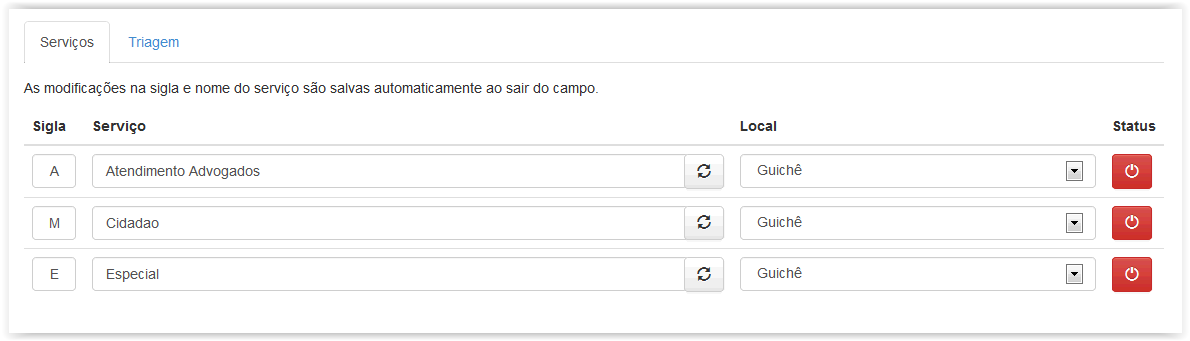 Serviços Triagem
As modificações na sigla e nome do serviço são salvas automaticamente ao sair do campo.
Sigla Serviço Local Status
A Atendimento Advogados Guichê
M Cidadao Guichê
E Especial Guichê